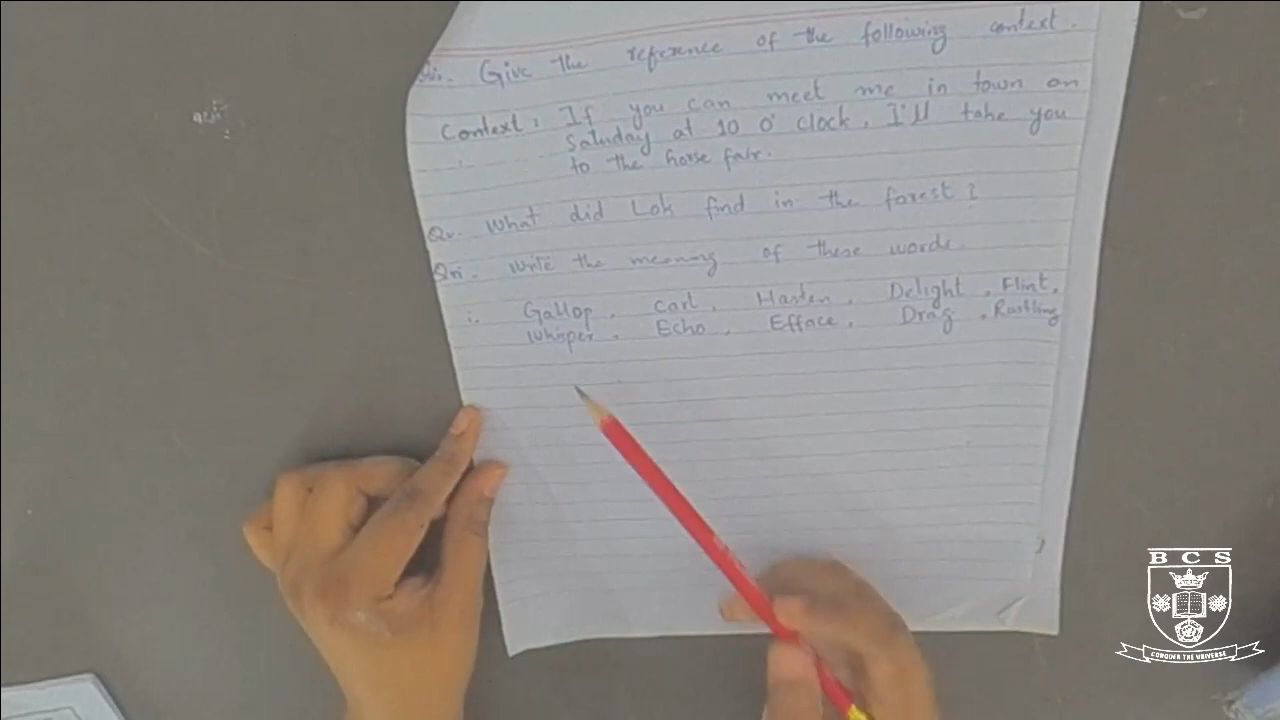 Qiv. Give the reference of the following context.
Context: If you can meet me in town on
Saturday at 10 O' clock, I'll take you
to the horse fair.
Qv. What did Lok find in the forest?
Qvi. Write the meaning of these words.
i. Gallop, Cart, Hasten, Delight, Flint,
Whisper, Echo, Efface, Drag, Rustling
BCS
CONQUER THE UNIVERSE